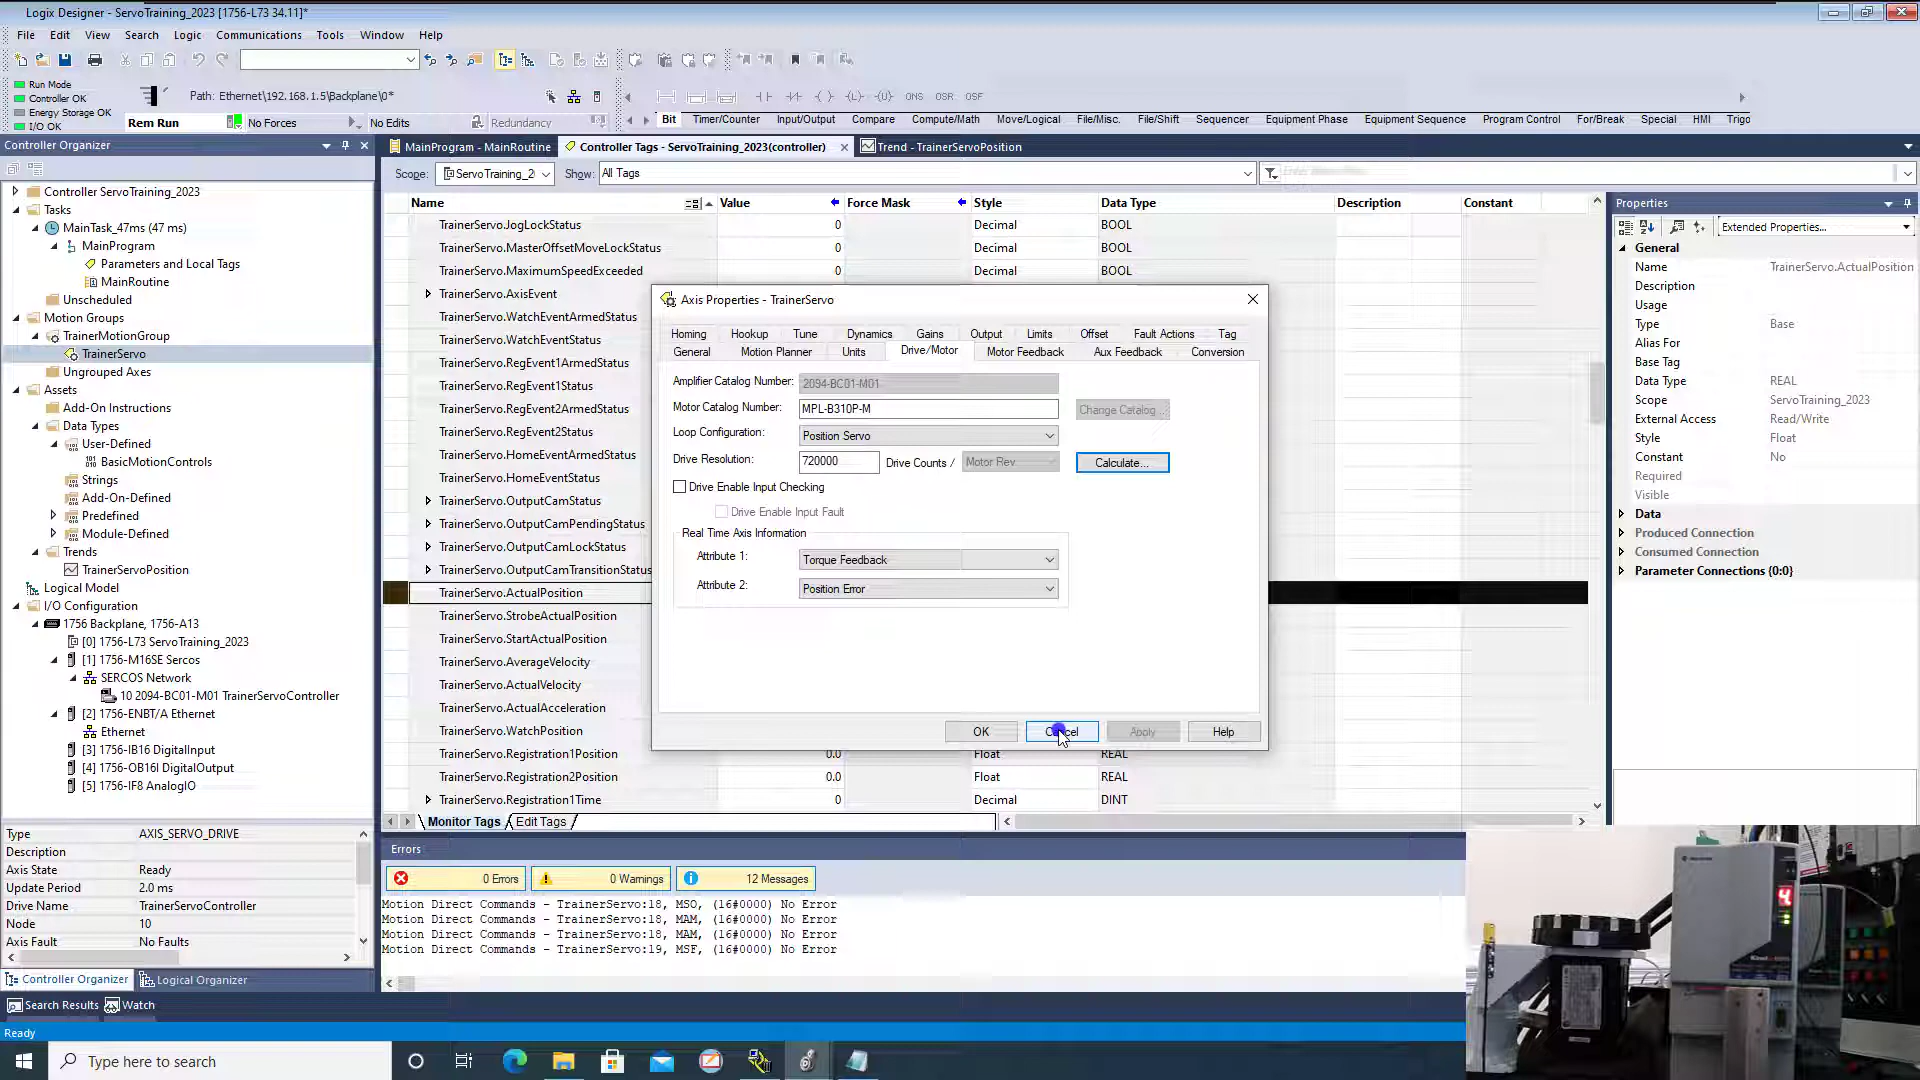 Logix Designer - ServoTraining_2023 [1756-L73 34.11]*
File Edit View Search Logic Communications Tools Window Help
Run Mode
Controller OK
Energy Storage OK
I/O OK
Path: Ethernet\192.168.1.5\Backplane\0*
Rem Run No Forces No Edits Redundancy
ONS OSR OSF
Bit Timer/Counter Input/Output Compare Compute/Math Move/Logical File/Misc. File/Shift Sequencer Equipment Phase Equipment Sequence Program Control For/Break Special HMI Trigo
Controller Organizer
MainProgram - MainRoutine
Controller Tags - ServoTraining_2023(controller)
Trend - TrainerServoPosition
Scope: ServoTraining_2 Show: All Tags
Controller ServoTraining_2023
Tasks
MainTask_47ms (47 ms)
MainProgram
Parameters and Local Tags
MainRoutine
Unscheduled
Motion Groups
TrainerMotionGroup
TrainerServo
Ungrouped Axes
Assets
Add-On Instructions
Data Types
User-Defined
BasicMotionControls
Strings
Add-On-Defined
Predefined
Module-Defined
Trends
TrainerServoPosition
Logical Model
I/O Configuration
1756 Backplane, 1756-A13
[0] 1756-L73 ServoTraining_2023
[1] 1756-M16SE Sercos
SERCOS Network
10 2094-BC01-M01 TrainerServoController
[2] 1756-ENBT/A Ethernet
Ethernet
[3] 1756-IB16 DigitalInput
[4] 1756-OB16I DigitalOutput
[5] 1756-IF8 AnalogIO
Type AXIS_SERVO_DRIVE
Description
Axis State Ready
Update Period 2.0 ms
Drive Name TrainerServoController
Node 10
Axis Fault No Faults
Controller Organizer Logical Organizer
Search Results Watch
Ready
Name Value Force Mask Style Data Type Description Constant
TrainerServo.JogLockStatus 0 Decimal BOOL
TrainerServo.MasterOffsetMoveLockStatus 0 Decimal BOOL
TrainerServo.MaximumSpeedExceeded 0 Decimal BOOL
TrainerServo.AxisEvent
TrainerServo.WatchEventArmedStatus
TrainerServo.WatchEventStatus
TrainerServo.RegEvent1ArmedStatus
TrainerServo.RegEvent1Status
TrainerServo.RegEvent2ArmedStatus
TrainerServo.RegEvent2Status
TrainerServo.HomeEventArmedStatus
TrainerServo.HomeEventStatus
TrainerServo.OutputCamStatus
TrainerServo.OutputCamPendingStatus
TrainerServo.OutputCamLockStatus
TrainerServo.OutputCamTransitionStatus
TrainerServo.ActualPosition
TrainerServo.StrobeActualPosition
TrainerServo.StartActualPosition
TrainerServo.AverageVelocity
TrainerServo.ActualVelocity
TrainerServo.ActualAcceleration
TrainerServo.WatchPosition
TrainerServo.Registration1Position 0.0 Float REAL
TrainerServo.Registration2Position 0.0 Float REAL
TrainerServo.Registration1Time 0 Decimal DINT
Monitor Tags Edit Tags
Axis Properties - TrainerServo
Homing Hookup Tune Dynamics Gains Output Limits Offset Fault Actions Tag
General Motion Planner Units Drive/Motor Motor Feedback Aux Feedback Conversion
Amplifier Catalog Number: 2094-BC01-M01
Motor Catalog Number: MPL-B310P-M Change Catalog...
Loop Configuration: Position Servo
Drive Resolution: 720000 Drive Counts / Motor Rev Calculate...
Drive Enable Input Checking
Drive Enable Input Fault
Real Time Axis Information
Attribute 1: Torque Feedback
Attribute 2: Position Error
OK Cancel Apply Help
Properties
Extended Properties...
General
Name TrainerServo.ActualPosition
Description
Usage
Type Base
Alias For
Base Tag
Data Type REAL
Scope ServoTraining_2023
External Access Read/Write
Style Float
Constant No
Required
Visible
Data
Produced Connection
Consumed Connection
Parameter Connections {0:0}
Errors
0 Errors 0 Warnings 12 Messages
Motion Direct Commands - TrainerServo:18, MSO, (16#0000) No Error
Motion Direct Commands - TrainerServo:18, MAM, (16#0000) No Error
Motion Direct Commands - TrainerServo:18, MAM, (16#0000) No Error
Motion Direct Commands - TrainerServo:19, MSF, (16#0000) No Error
4
Type here to search